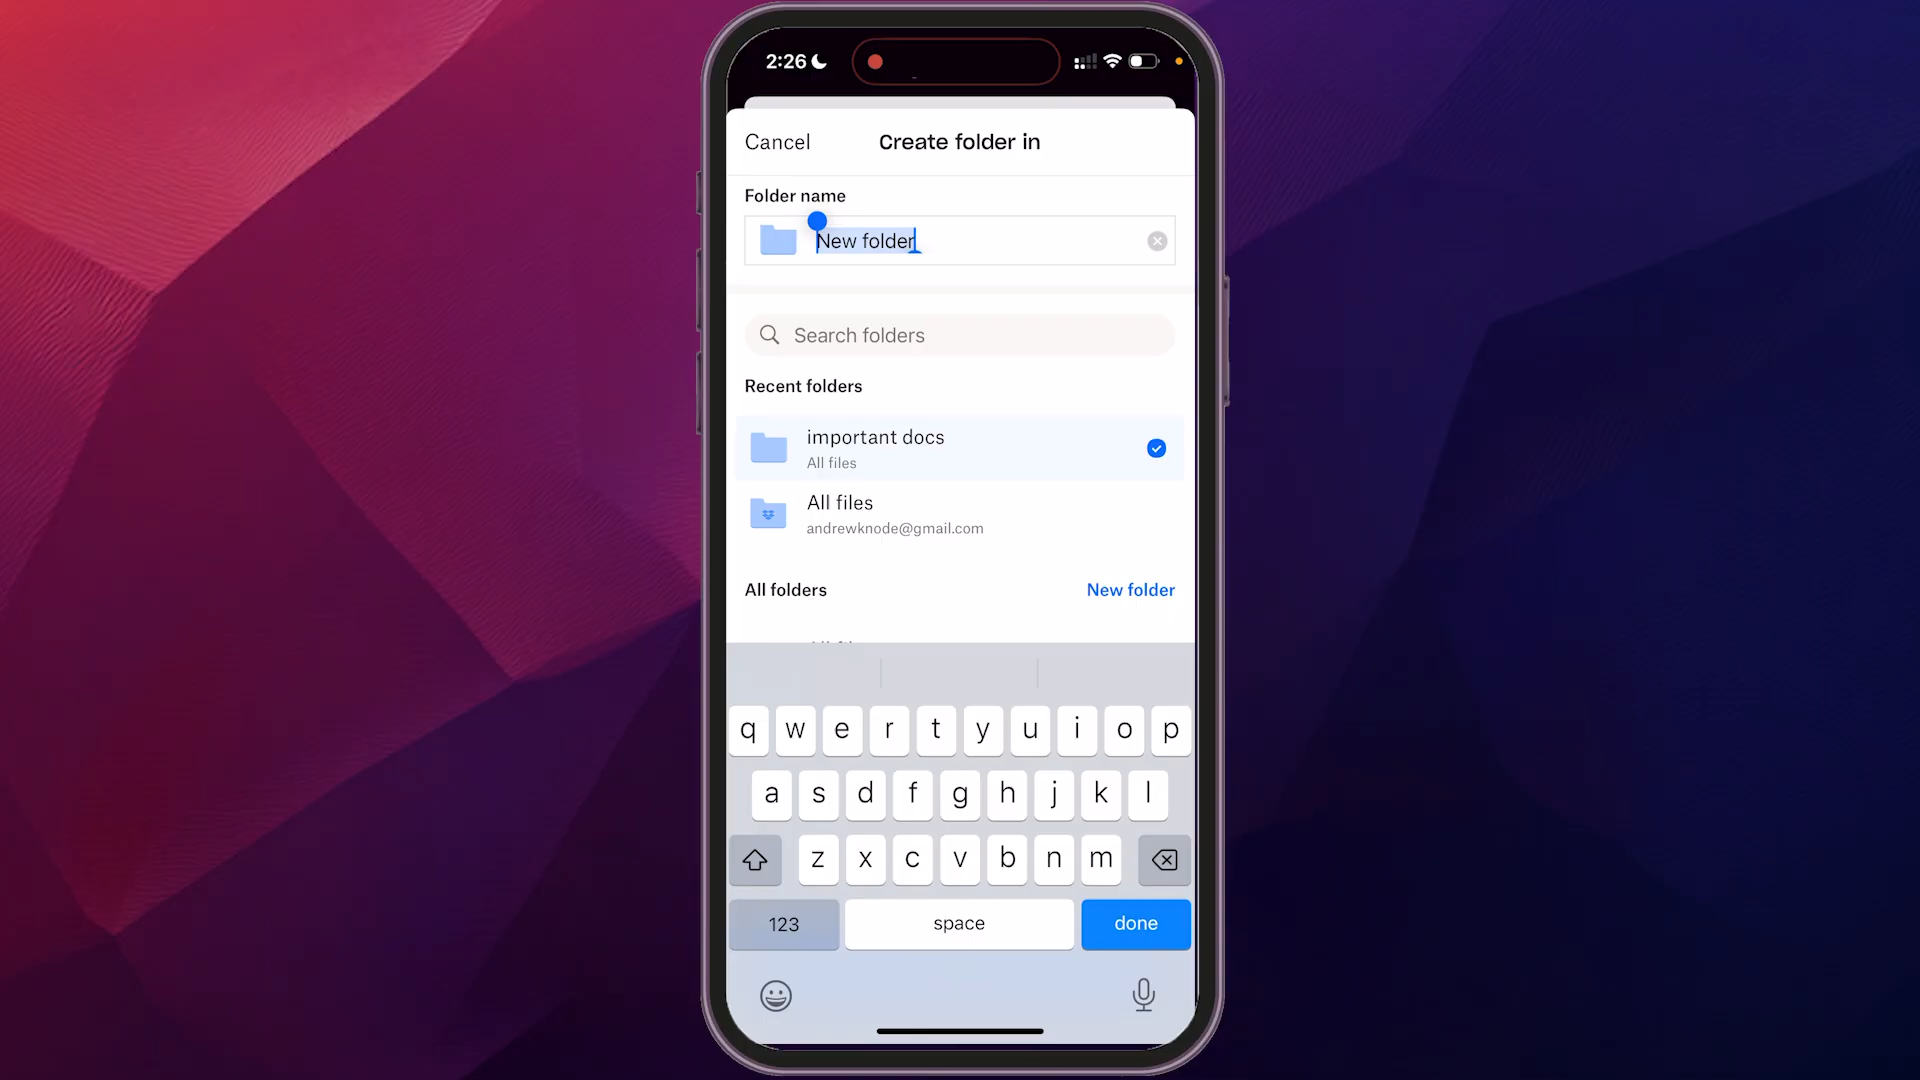 2:26
Cancel
Create folder in
Folder name
New folder
Search folders
Recent folders
important docs
All files
All files
andrewknode@gmail.com
All folders
New folder
q w e r t y u i o p
a s d f g h j k l
z x c v b n m
123
space
done